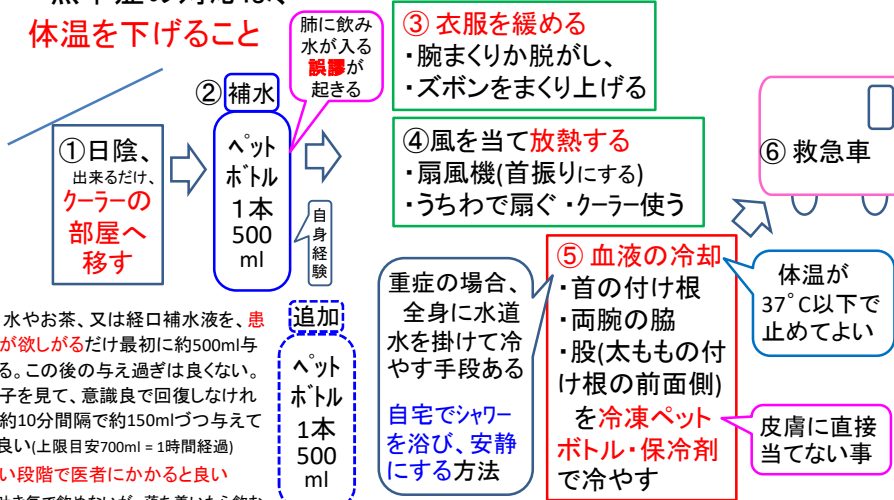 体温を下げること
肺に飲み
水が入る
誤謬が
起きる
③ 衣服を緩める
・腕まくりか脱がし、
・ズボンをまくり上げる
①日陰、
出来るだけ、
クーラーの
部屋へ
移す
②補水
ペット
ボトル
1本
500
ml
自身経験
④風を当て放熱する
・扇風機(首振りにする)
・うちわで扇ぐ ・クーラー使う
⑥ 救急車
重症の場合、
全身に水道
水を掛けて冷
やす手段ある
自宅でシャワー
を浴び、安静
にする方法
⑤ 血液の冷却
・首の付け根
・両腕の脇
・股(太ももの付
け根の前面側)
を冷凍ペット
ボトル・保冷剤
で冷やす
体温が
37°C以下で
止めてよい
皮膚に直接
当てない事
水やお茶、又は経口補水液を、患
が欲しがるだけ最初に約500ml与
る。この後の与え過ぎは良くない。
子を見て、意識良で回復しなけれ
約10分間隔で約150mlづつ与えて
良い(上限目安700ml = 1時間経過)
い段階で医者にかかると良い
追加
ペット
ボトル
1本
500
ml